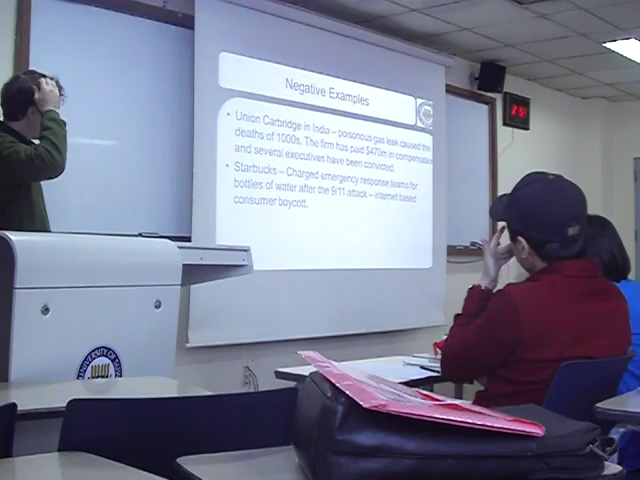 Negative Examples
• Union Carbridge in India – poisonous gas leak caused the
deaths of 1000s. The firm has paid $470m in compensation
and several executives have been convicted.
• Starbucks – Charged emergency response teams for
bottles of water after the 9/11 attack – internet based
consumer boycott.
UNIVERSITY OF